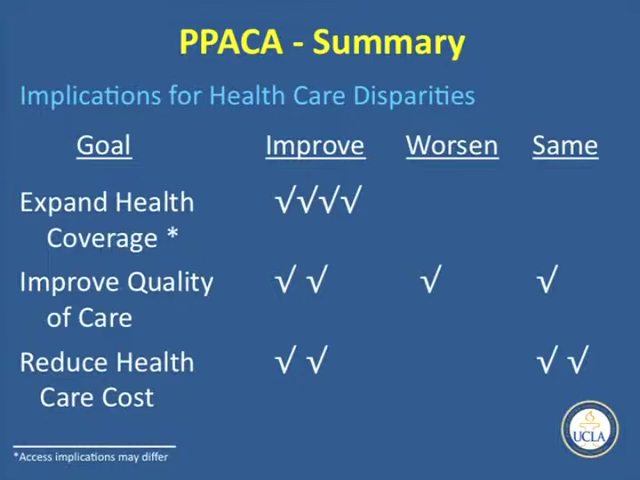 PPACA - Summary
Implications for Health Care Disparities
Goal Improve Worsen Same
Expand Health √√√√
Coverage *
Improve Quality √ √ √ √
of Care
Reduce Health √ √ √ √
Care Cost
*Access implications may differ
UCLA